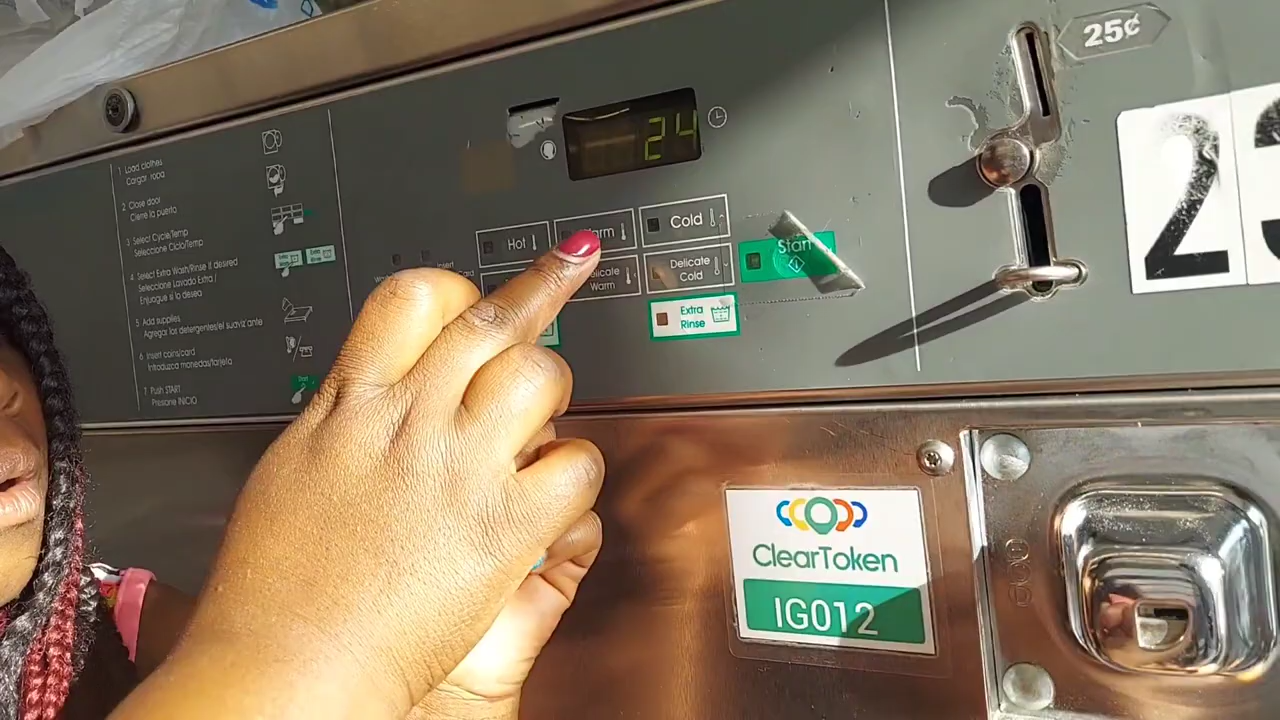 1 Load clothes
Cargar ropa
2 Close door
Cierre la puerta
3 Select Cycle/Temp
Seleccione Ciclo/Temp
4 Select Extra Wash/Rinse if desired
Seleccione Lavado Extra/
Enjuague si lo desea
5 Add supplies
Agregar los detergentes/el suavizante
6 Insert coins/card
Introduzca monedas/tarjeta
7 Push START
Presione INICIO
24
Hot
Cold
Delicate
Cold
Warm
Extra
Rinse
Start
25¢
2
ClearToken
IG012